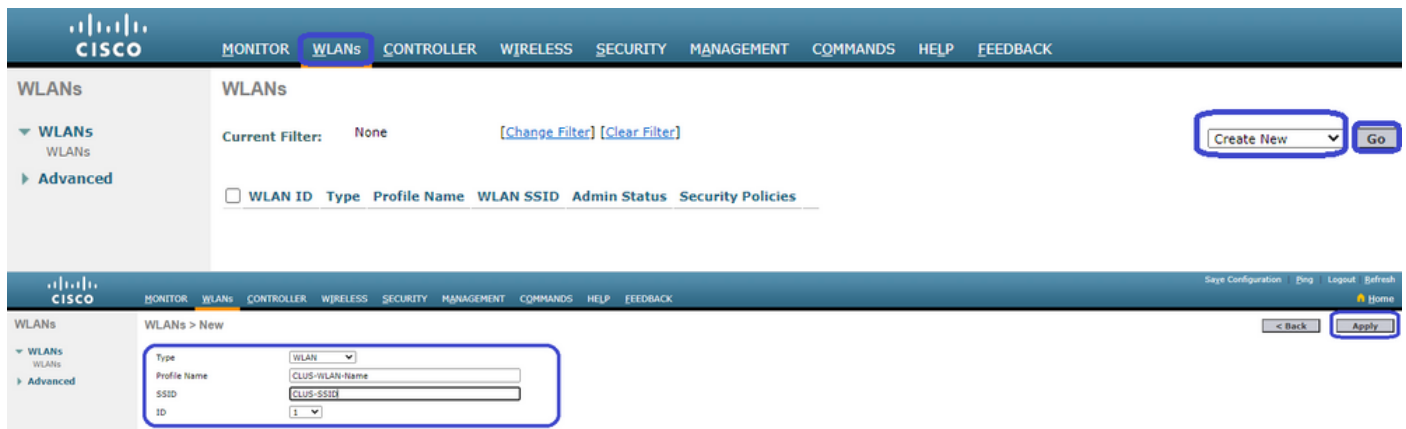 CISCO
MONITOR WLANs CONTROLLER WIRELESS SECURITY MANAGEMENT COMMANDS HELP FEEDBACK
WLANs
WLANs
WLANs
WLANs
Advanced
Current Filter: None [Change Filter] [Clear Filter]
Create New Go
WLAN ID Type Profile Name WLAN SSID Admin Status Security Policies
Save Configuration Ping Logout Refresh
CISCO
MONITOR WLANs CONTROLLER WIRELESS SECURITY MANAGEMENT COMMANDS HELP FEEDBACK
Home
WLANs
WLANs
WLANs
Advanced
WLANs > New
< Back Apply
Type WLAN
Profile Name CLUS-WLAN-Name
SSID CLUS-SSID
ID 1